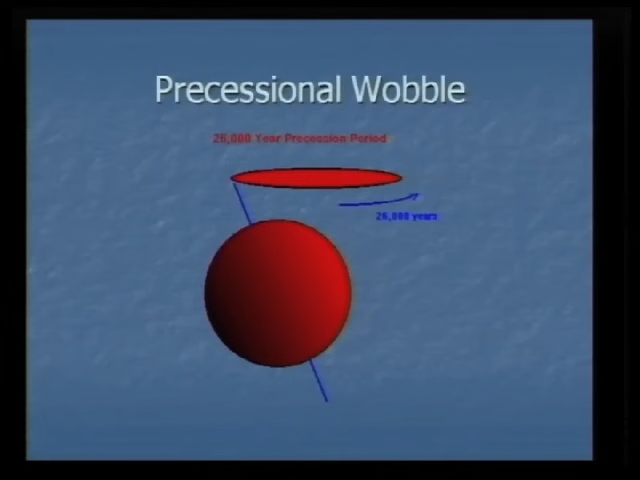 Precessional Wobble
26,000 Year Precession Period
26,000 years